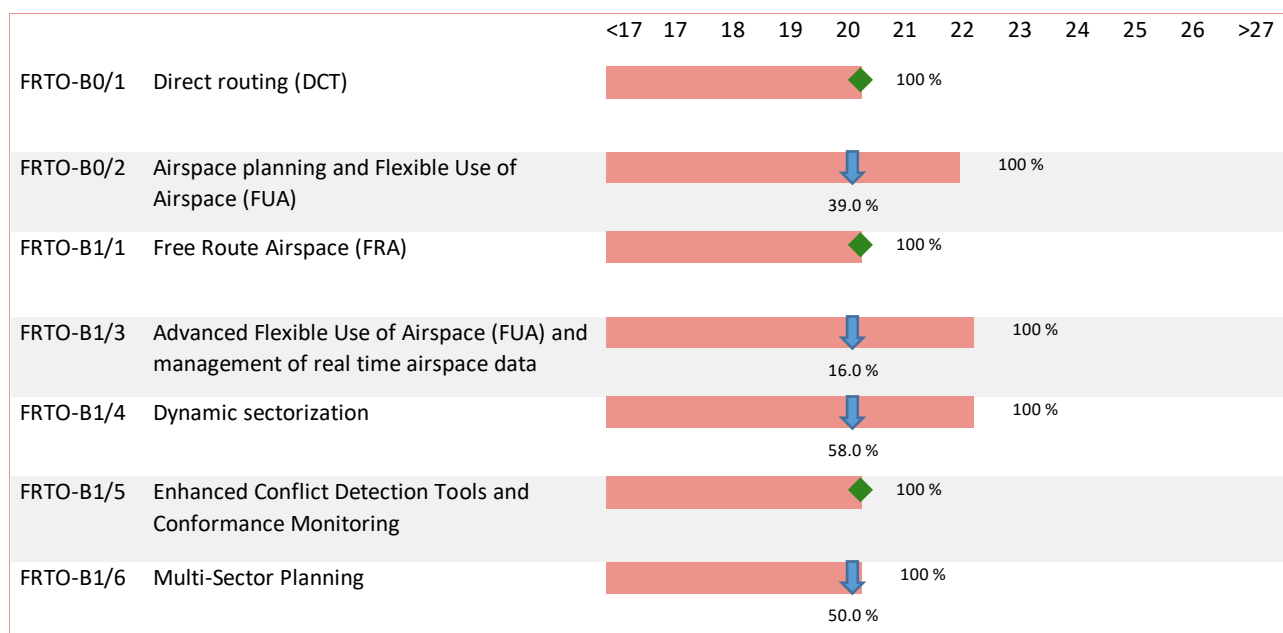 <17 17 18 19 20 21 22 23 24 25 26 >27
FRTO-B0/1 Direct routing (DCT) 100 %
FRTO-B0/2 Airspace planning and Flexible Use of 100 %
Airspace (FUA)
39.0 %
FRTO-B1/1 Free Route Airspace (FRA) 100 %
FRTO-B1/3 Advanced Flexible Use of Airspace (FUA) and 100 %
management of real time airspace data
16.0 %
FRTO-B1/4 Dynamic sectorization 100 %
58.0 %
FRTO-B1/5 Enhanced Conflict Detection Tools and 100 %
Conformance Monitoring
FRTO-B1/6 Multi-Sector Planning 100 %
50.0 %